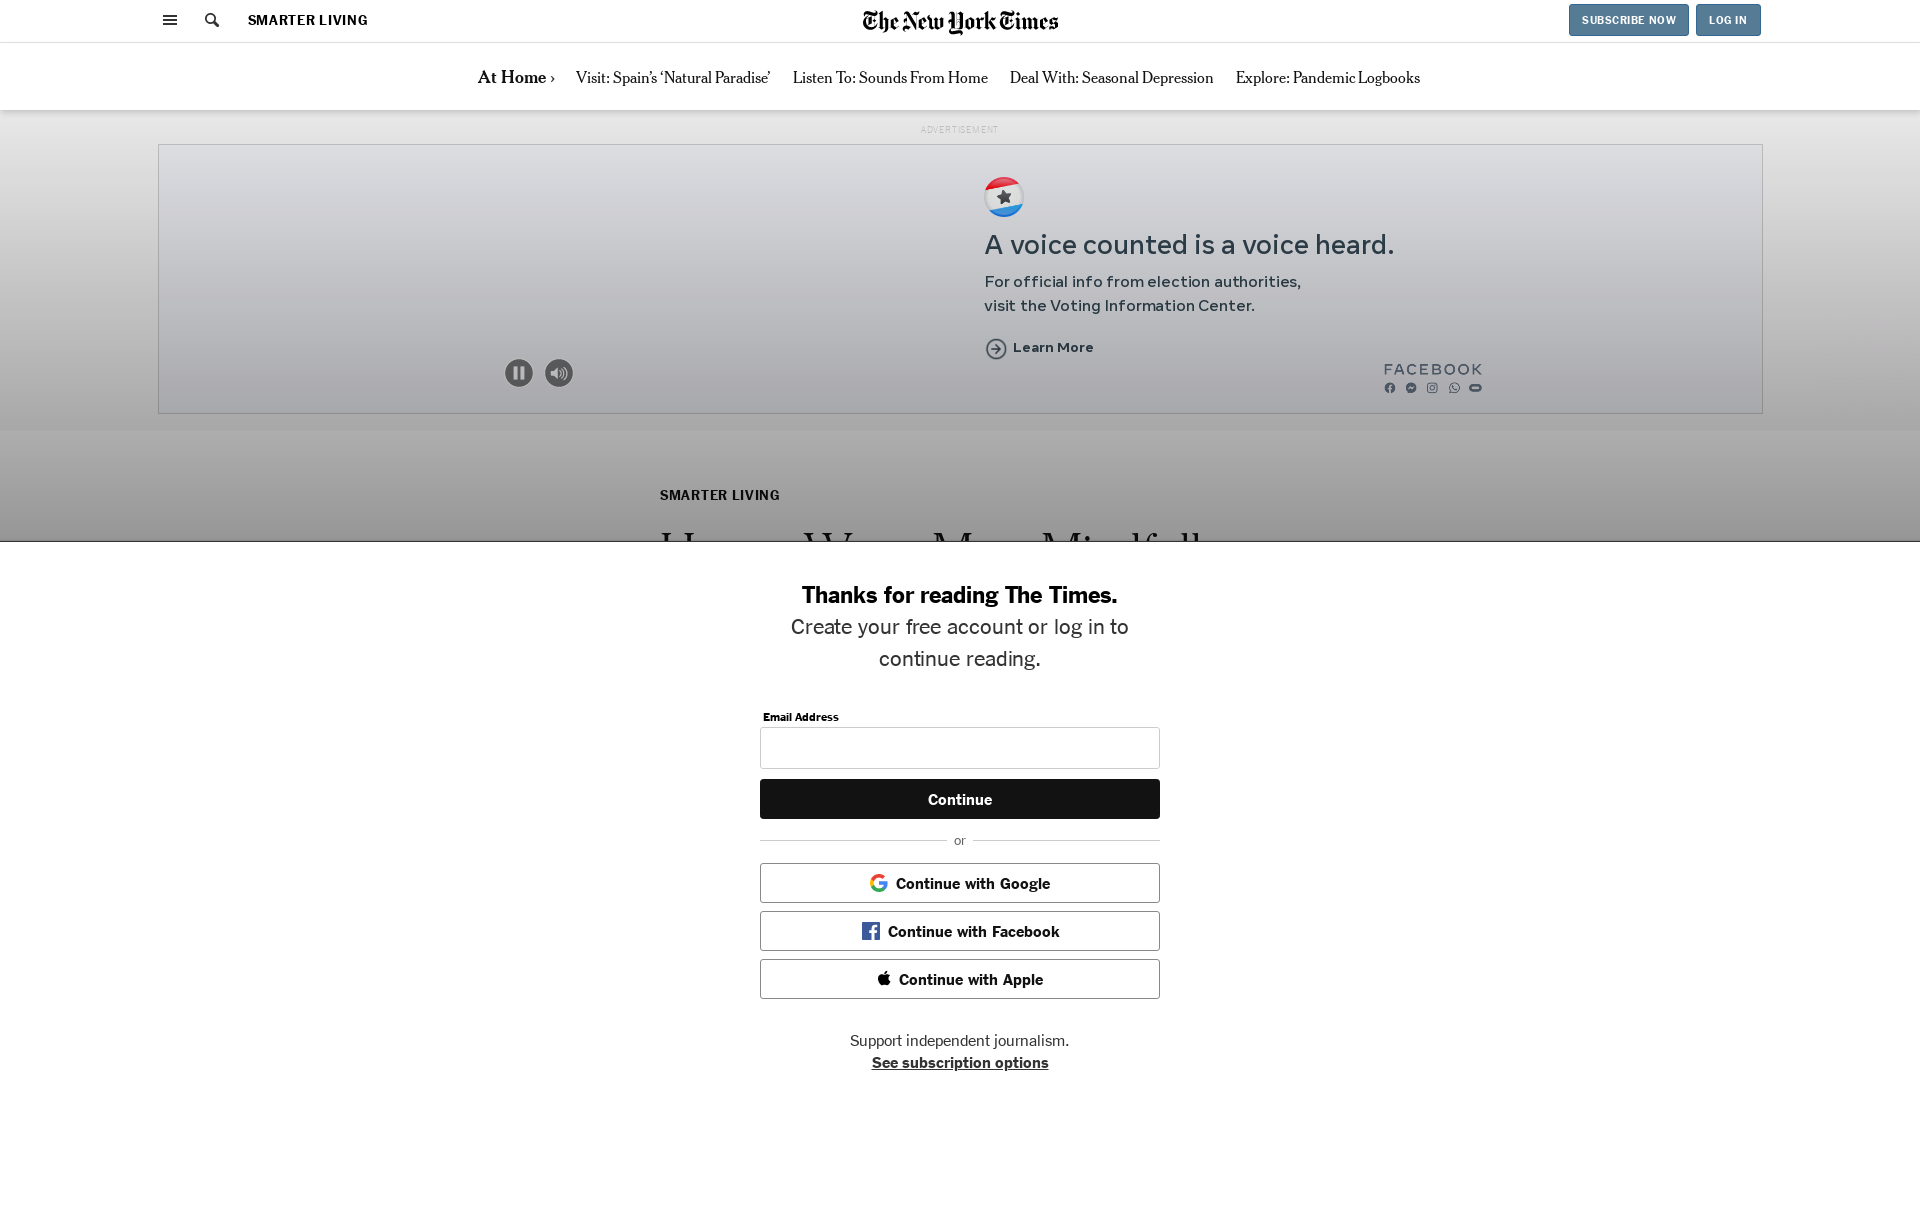 SMARTER LIVING
The New York Times
SUBSCRIBE NOW
LOG IN
At Home ›
Visit: Spain’s ‘Natural Paradise’
Listen To: Sounds From Home
Deal With: Seasonal Depression
Explore: Pandemic Logbooks
ADVERTISEMENT
A voice counted is a voice heard.
For official info from election authorities,
visit the Voting Information Center.
Learn More
FACEBOOK
SMARTER LIVING
Thanks for reading The Times.
Create your free account or log in to
continue reading.
Email Address
Continue
or
Continue with Google
Continue with Facebook
Continue with Apple
Support independent journalism.
See subscription options